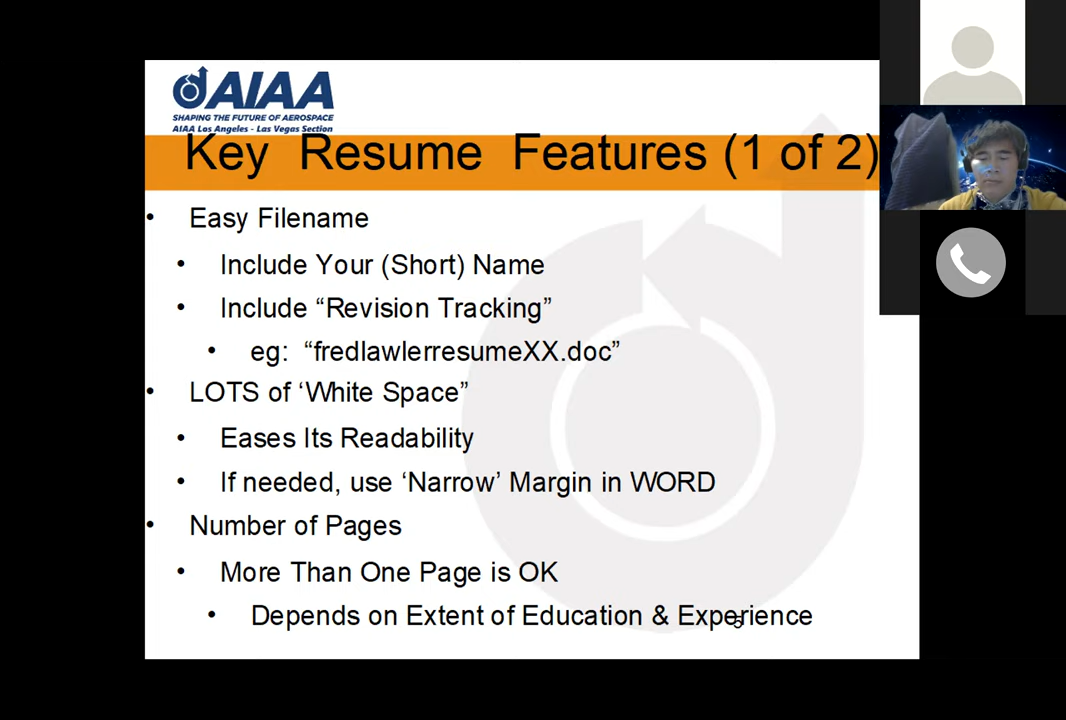 AIAA
SHAPING THE FUTURE OF AEROSPACE
AIAA Los Angeles - Las Vegas Section
Key Resume Features (1 of 2)
• Easy Filename
• Include Your (Short) Name
• Include “Revision Tracking”
• eg: “fredlawlerresumeXX.doc”
• LOTS of ‘White Space”
• Eases Its Readability
• If needed, use ‘Narrow’ Margin in WORD
• Number of Pages
• More Than One Page is OK
• Depends on Extent of Education & Experience
5